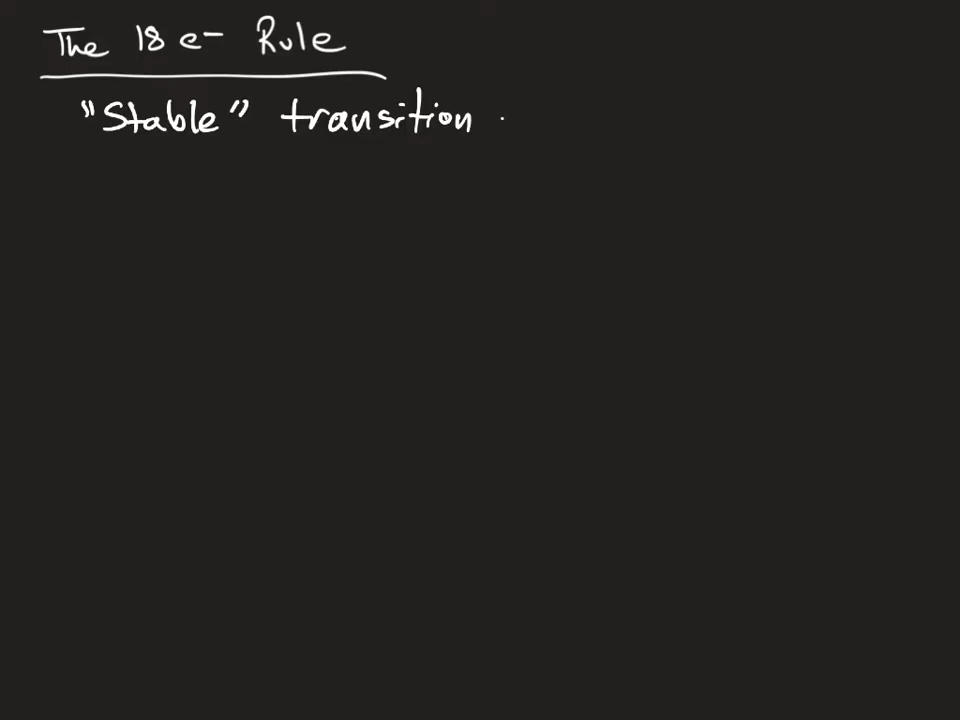 The 18 e- Rule
"Stable" transition